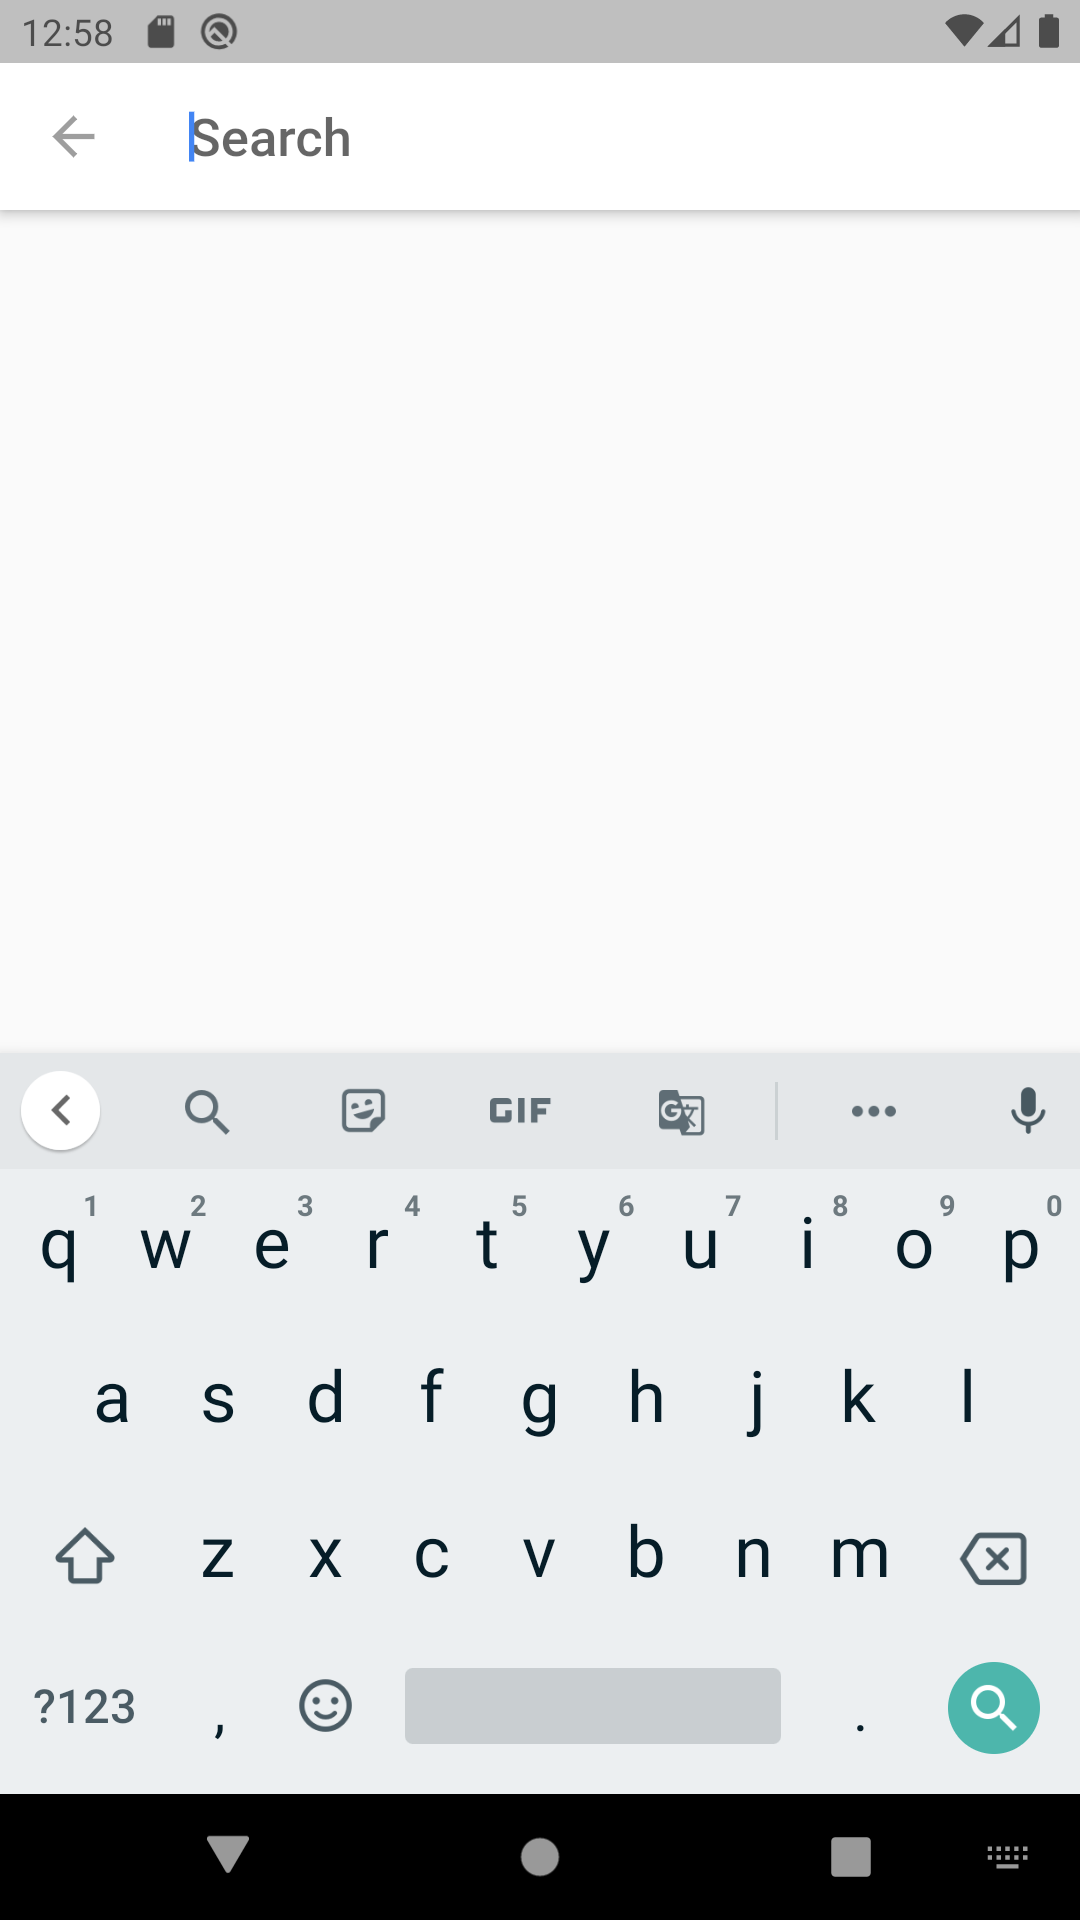 12:58
Search
GIF
1 2 3 4 5 6 7 8 9 0
q w e r t y u i o p
a s d f g h j k l
z x c v b n m
?123 , .